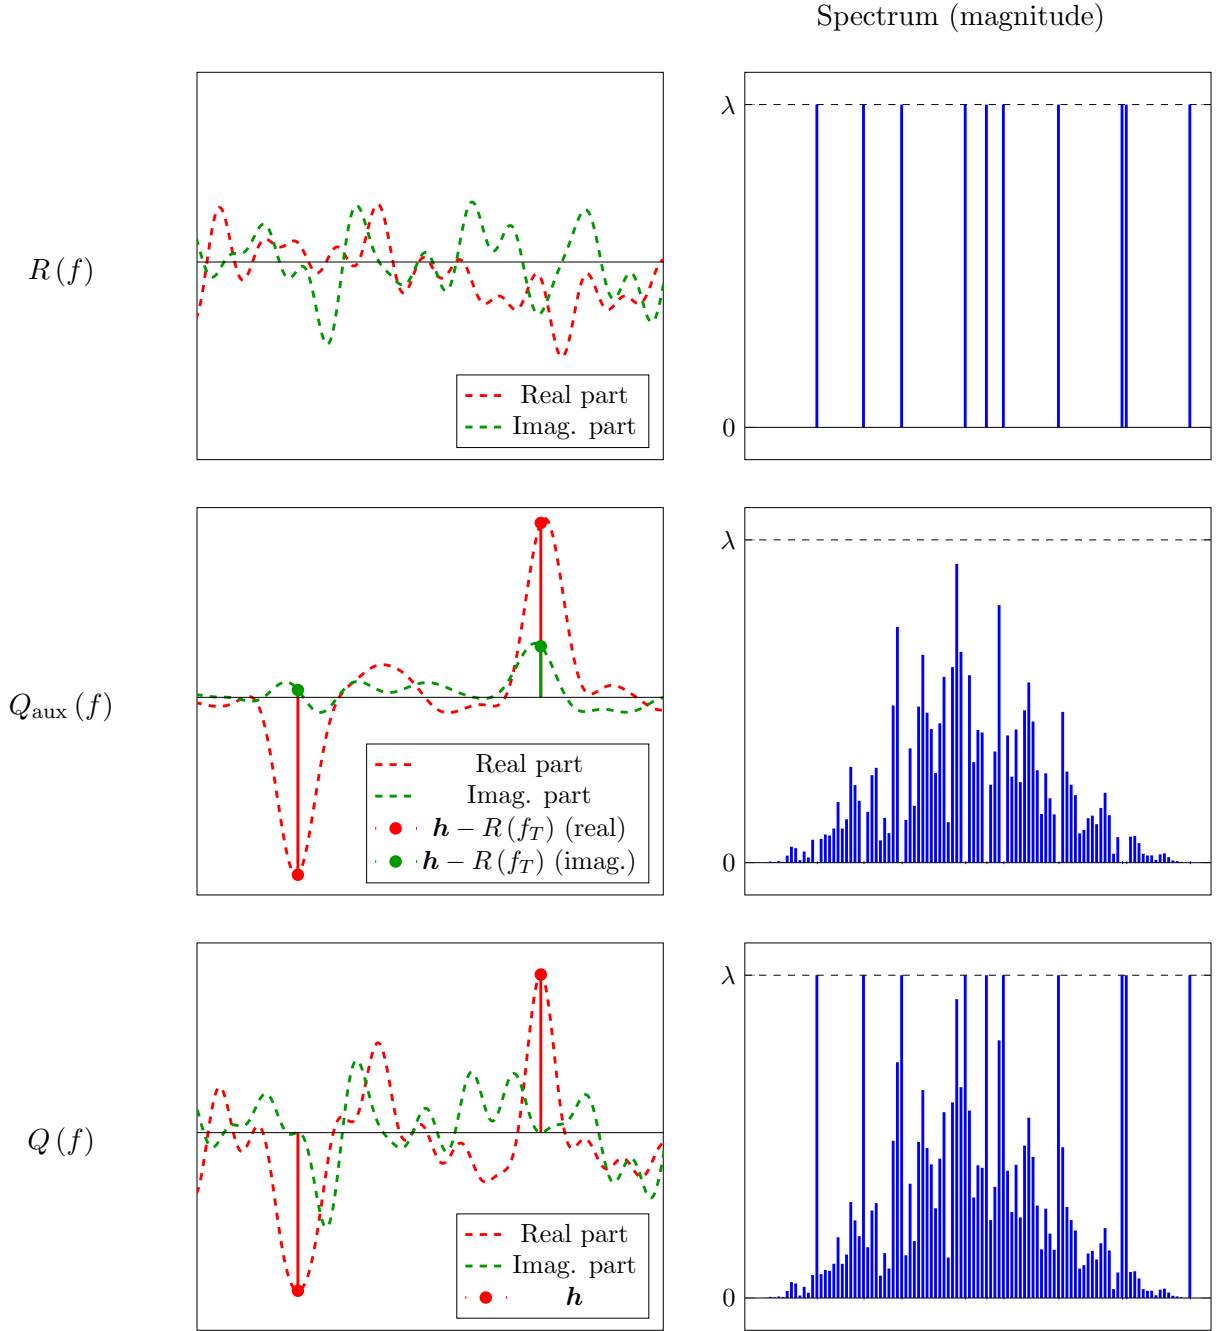 Spectrum (magnitude)
R (f)
Real part
Imag. part
λ
0
Q_aux (f)
Real part
Imag. part
h − R (f_T) (real)
h − R (f_T) (imag.)
λ
0
Q (f)
Real part
Imag. part
h
λ
0